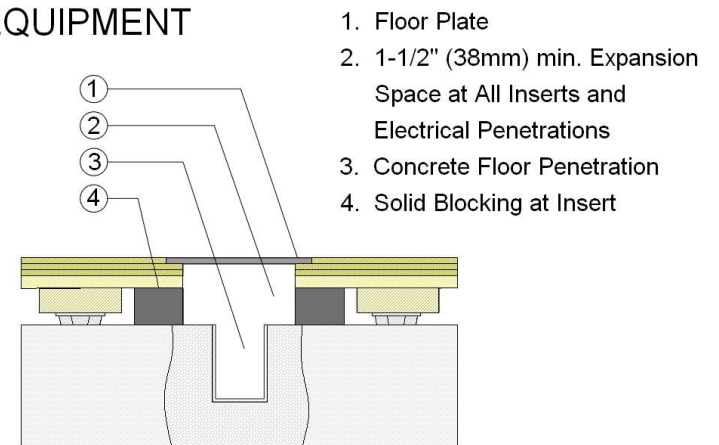 1. Floor Plate
2. 1-1/2" (38mm) min. Expansion
Space at All Inserts and
Electrical Penetrations
3. Concrete Floor Penetration
4. Solid Blocking at Insert
QUIPMENT
1
2
3
4